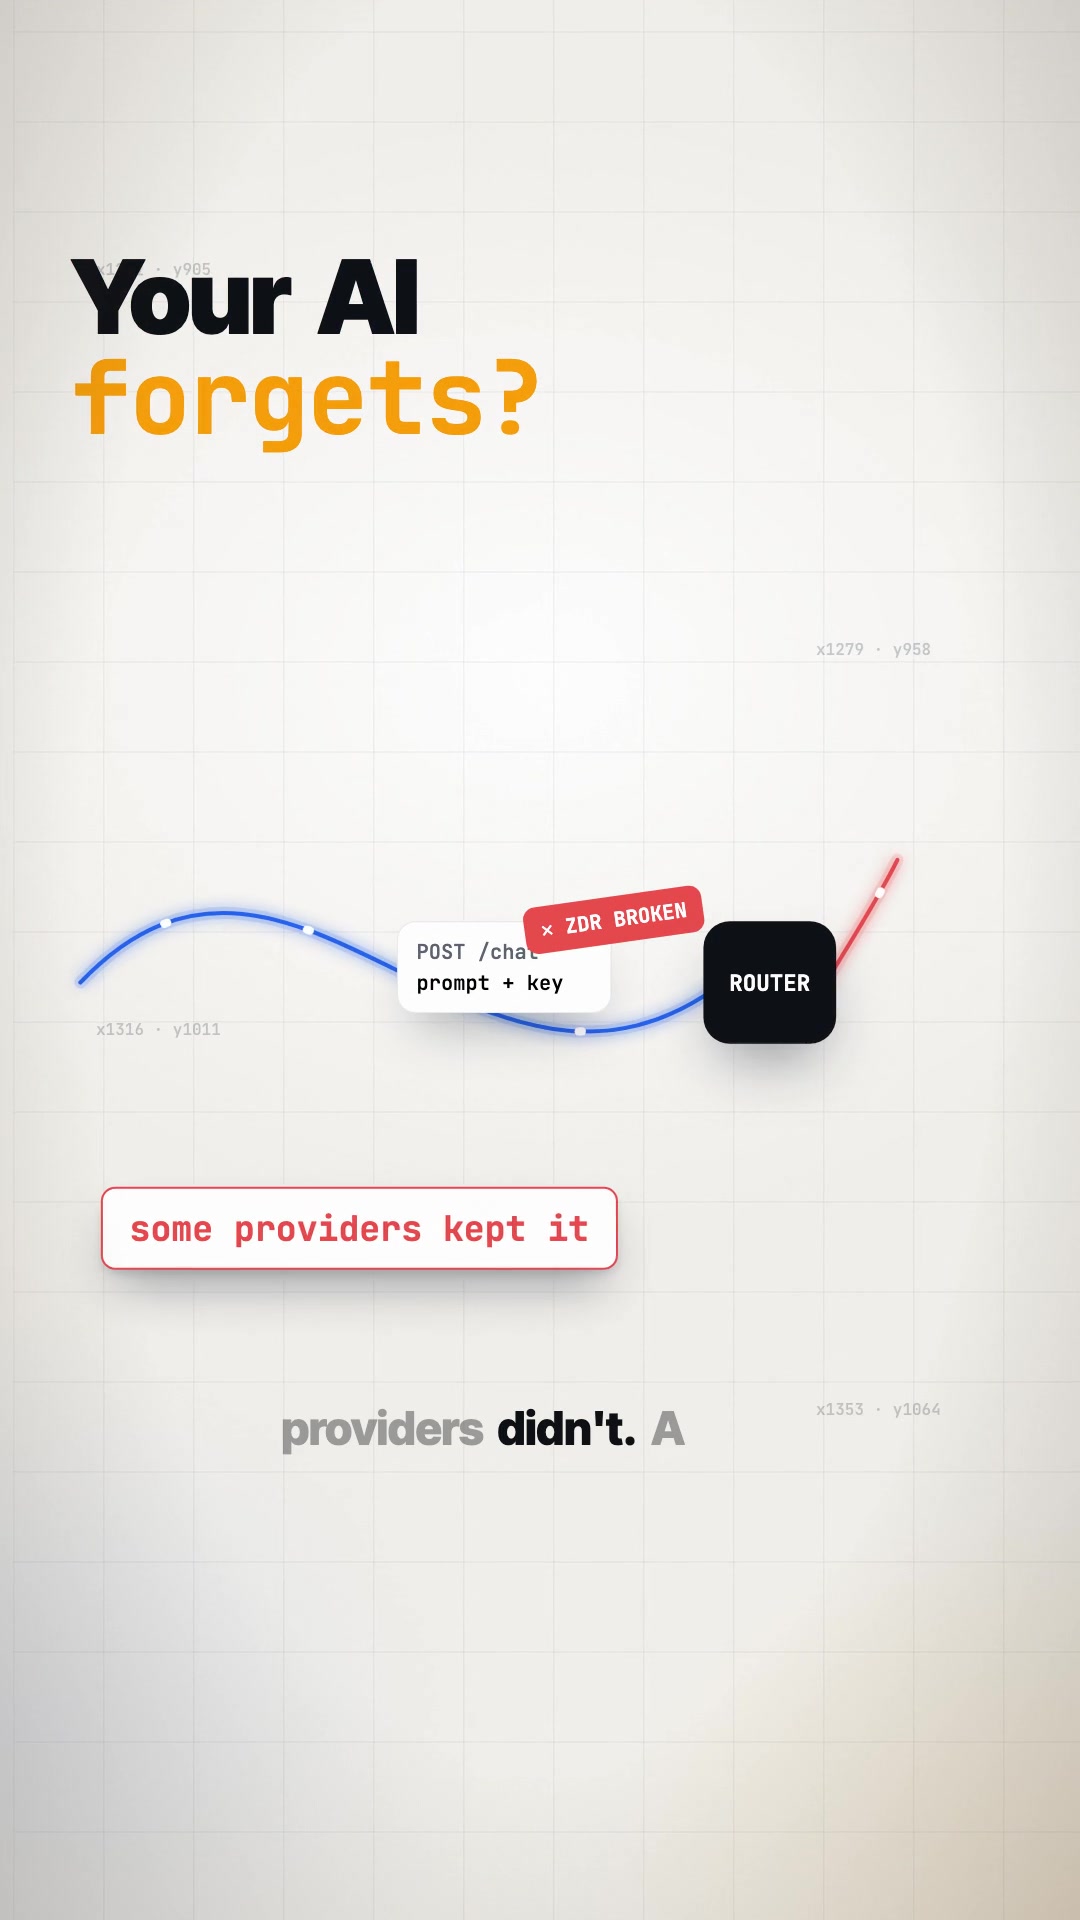 Your AI
· y905
forgets?
x1279 · y958
× ZDR BROKEN
POST /chat
prompt + key
ROUTER
x1316 · y1011
some providers kept it
x1353 · y1064
providers didn't. A